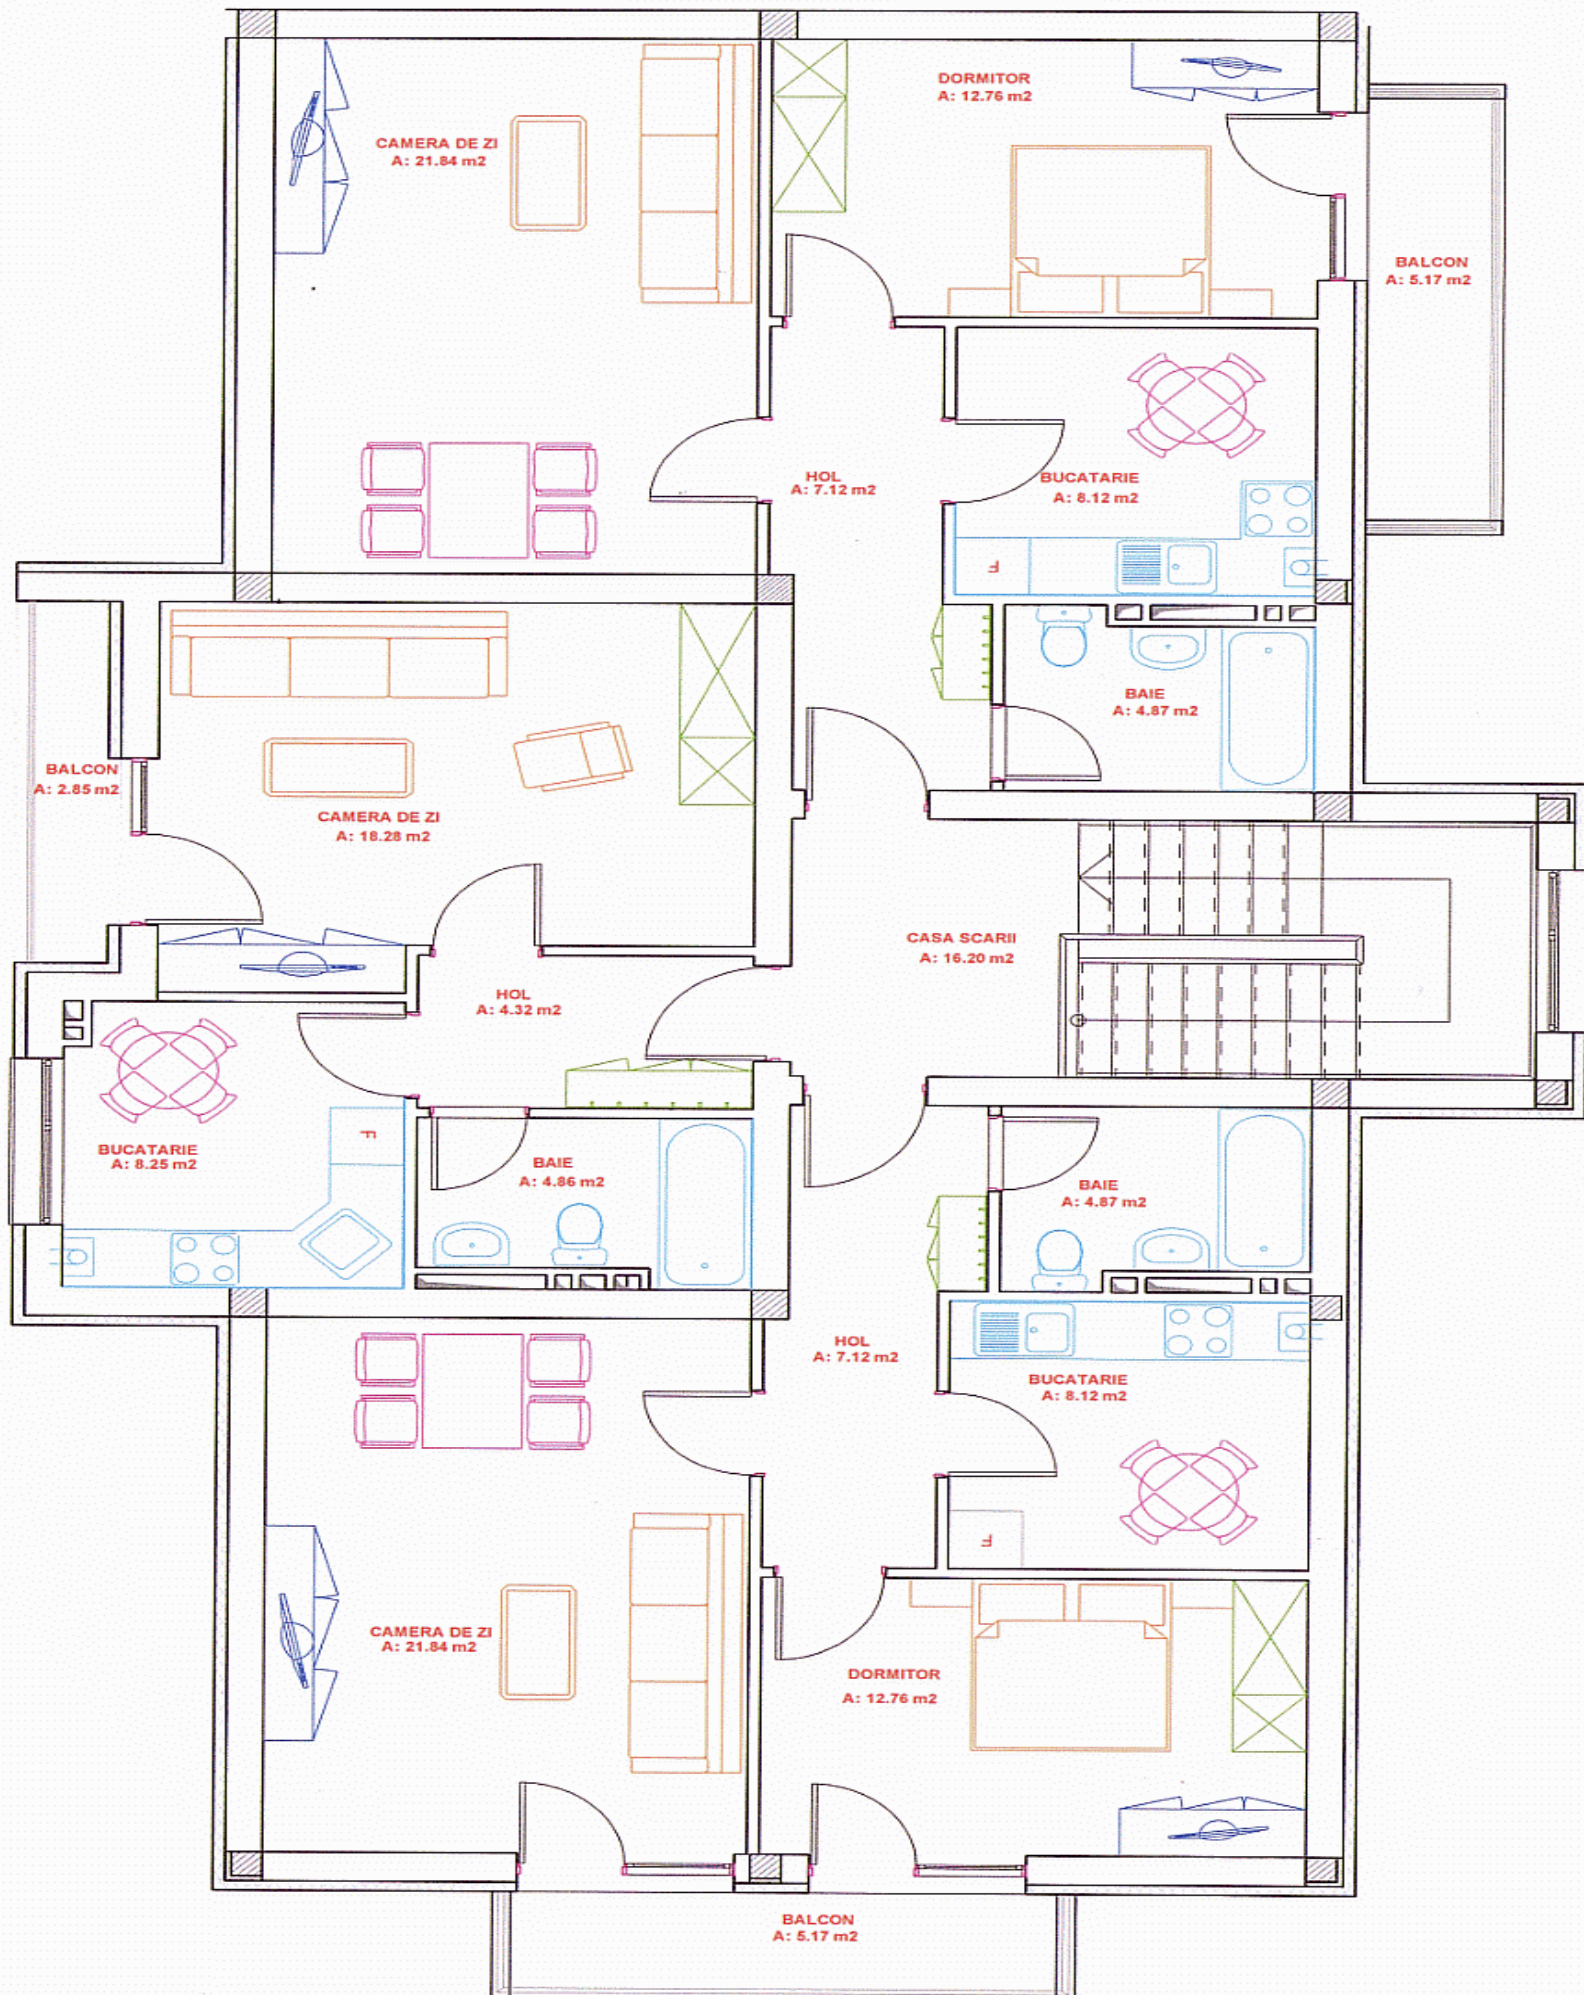 DORMITOR
A: 12.76 m2
CAMERA DE ZI
A: 21.84 m2
BALCON
A: 5.17 m2
HOL
A: 7.12 m2
BUCATARIE
A: 8.12 m2
F
BAIE
A: 4.87 m2
BALCON
A: 2.85 m2
CAMERA DE ZI
A: 18.28 m2
CASA SCARII
A: 16.20 m2
HOL
A: 4.32 m2
BUCATARIE
A: 8.25 m2
F
BAIE
A: 4.86 m2
BAIE
A: 4.87 m2
HOL
A: 7.12 m2
BUCATARIE
A: 8.12 m2
F
CAMERA DE ZI
A: 21.84 m2
DORMITOR
A: 12.76 m2
BALCON
A: 5.17 m2